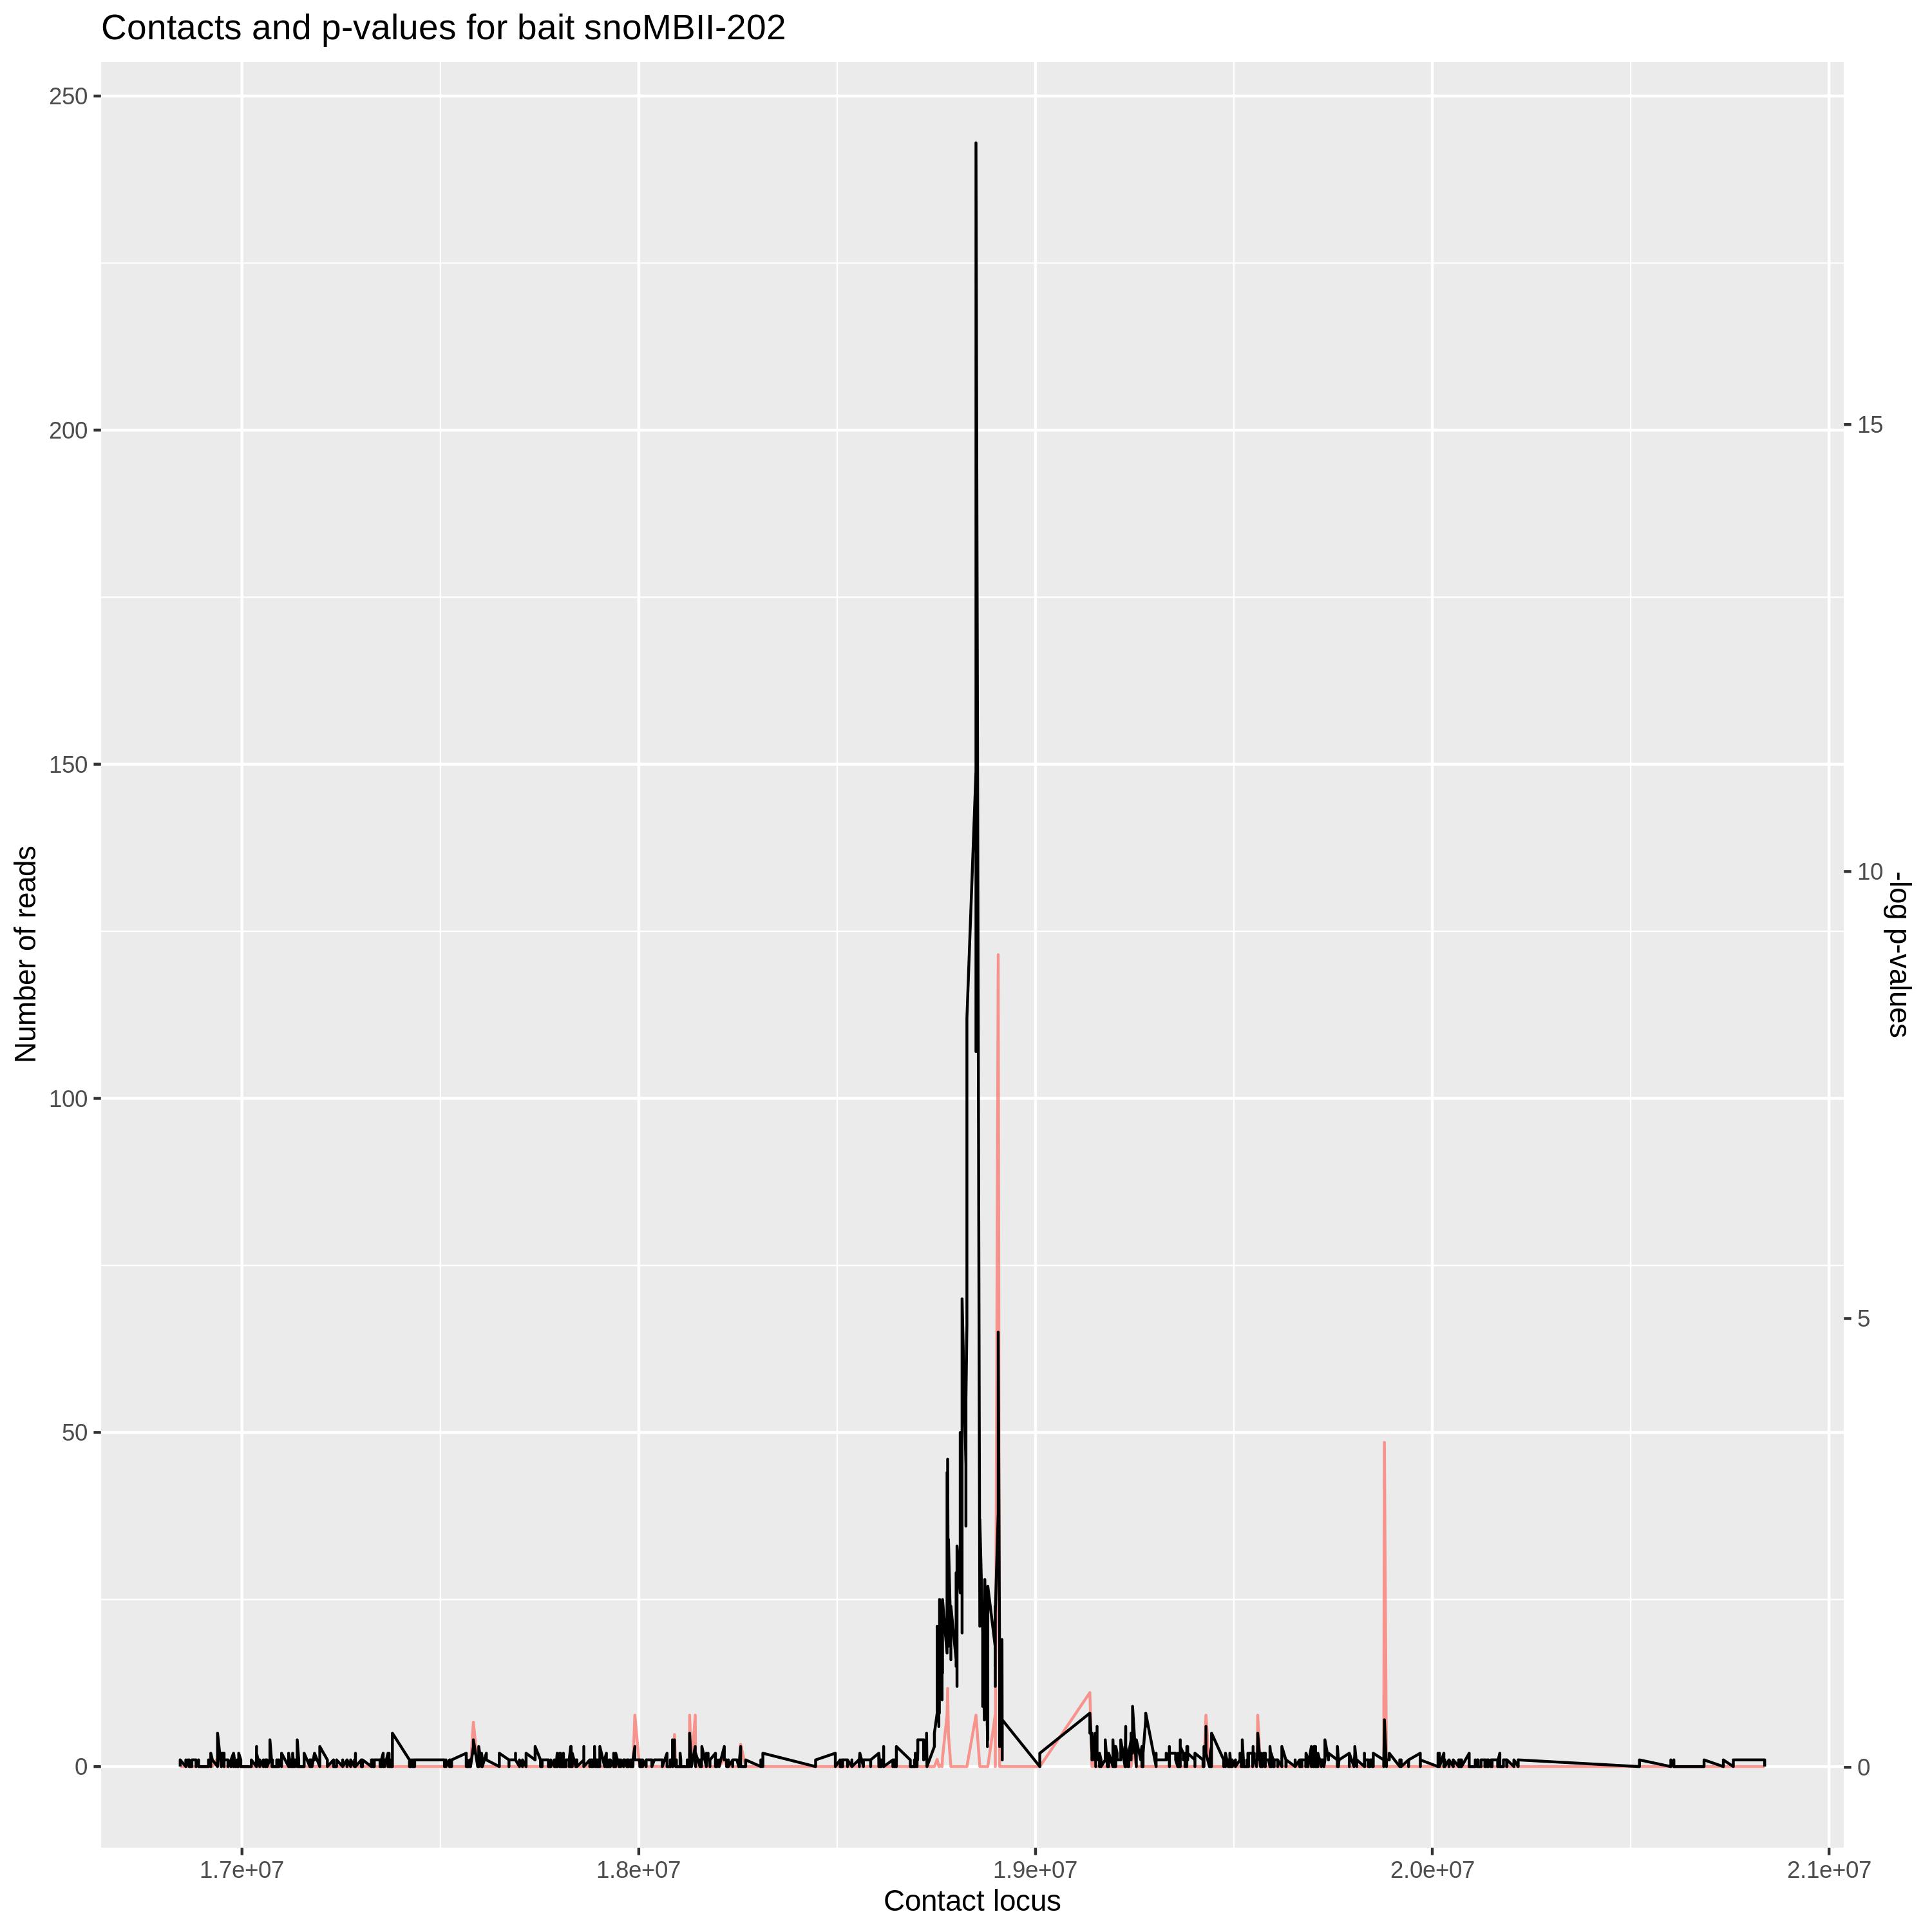 Contacts and p-values for bait snoMBII-202
250
200
150
100
50
0
Number of reads
15
10
5
0
-log p-values
1.7e+07
1.8e+07
1.9e+07
2.0e+07
2.1e+07
Contact locus